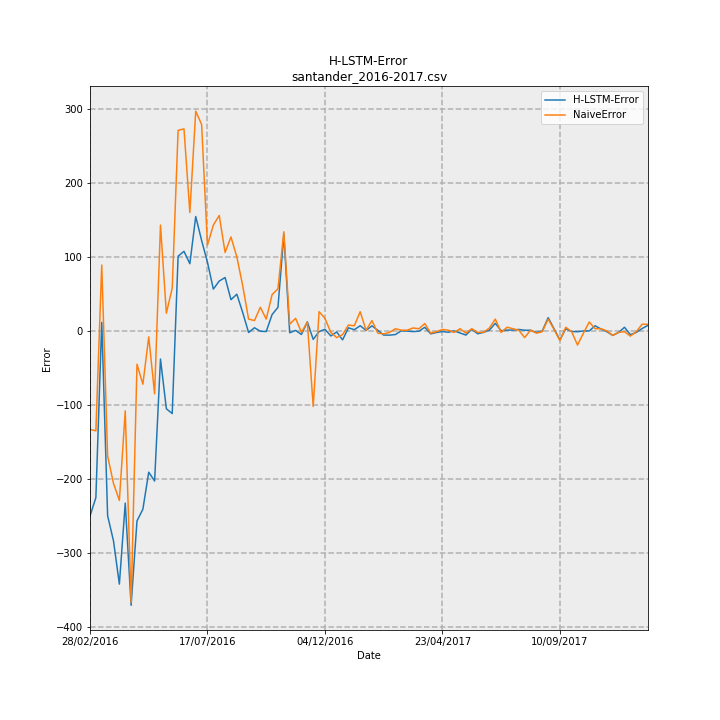 H-LSTM-Error
santander_2016-2017.csv
H-LSTM-Error
NaiveError
Error
300
200
100
0
−100
−200
−300
−400
28/02/2016
17/07/2016
04/12/2016
23/04/2017
10/09/2017
Date